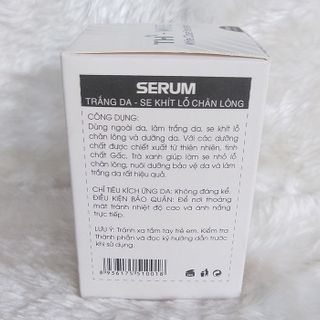 SERUM
TRẮNG DA - SE KHÍT LỖ CHÂN LÔNG
CÔNG DỤNG:
Dùng ngoài da, làm trắng da, se khít lỗ
chân lông và dưỡng da. Với các dưỡng
chất được chiết xuất từ thiên nhiên, tinh
chất Gấc, Trà xanh giúp làm se nhỏ lỗ
chân lông, nuôi dưỡng bảo vệ da và làm
trắng da rất hiệu quả.
CHỈ TIÊU KÍCH ỨNG DA: Không đáng kể.
ĐIỀU KIỆN BẢO QUẢN: Để nơi thoáng
mát tránh nhiệt độ cao và ánh nắng
trực tiếp.
LƯU Ý: Tránh xa tầm tay trẻ em. Kiểm tra
thành phần và đọc kỹ hướng dẫn trước
khi sử dụng.
8 936175 510018